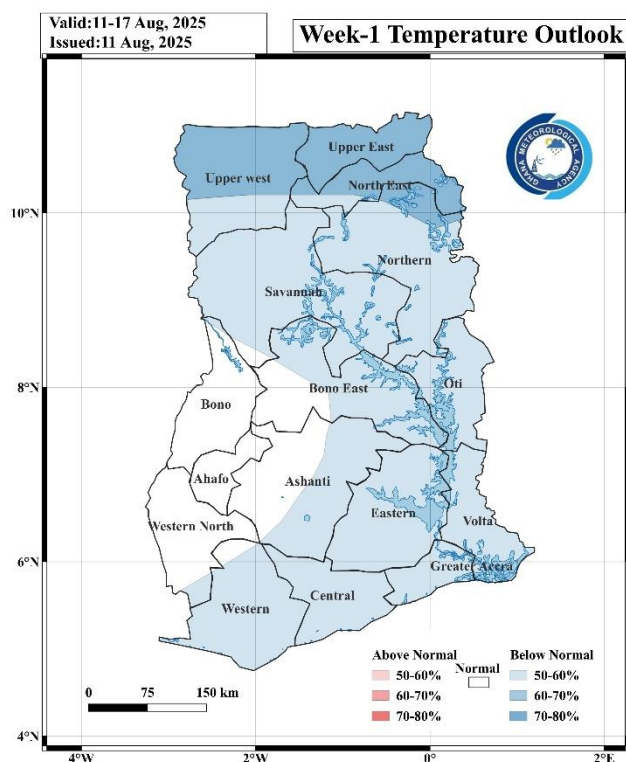 Valid:11-17 Aug, 2025
Issued:11 Aug, 2025
Week-1 Temperature Outlook
GHANA METEOROLOGICAL AGENCY
Upper East
Upper west
North East
10°N
Northern
Savannah
8°N
Bono East
Oti
Bono
Ahafo
Ashanti
Western North
Eastern
Volta
6°N
Greater Accra
Western
Central
Above Normal
Normal
Below Normal
50-60%
50-60%
60-70%
60-70%
70-80%
70-80%
0 75 150 km
4°N
4°W 2°W 0° 2°E